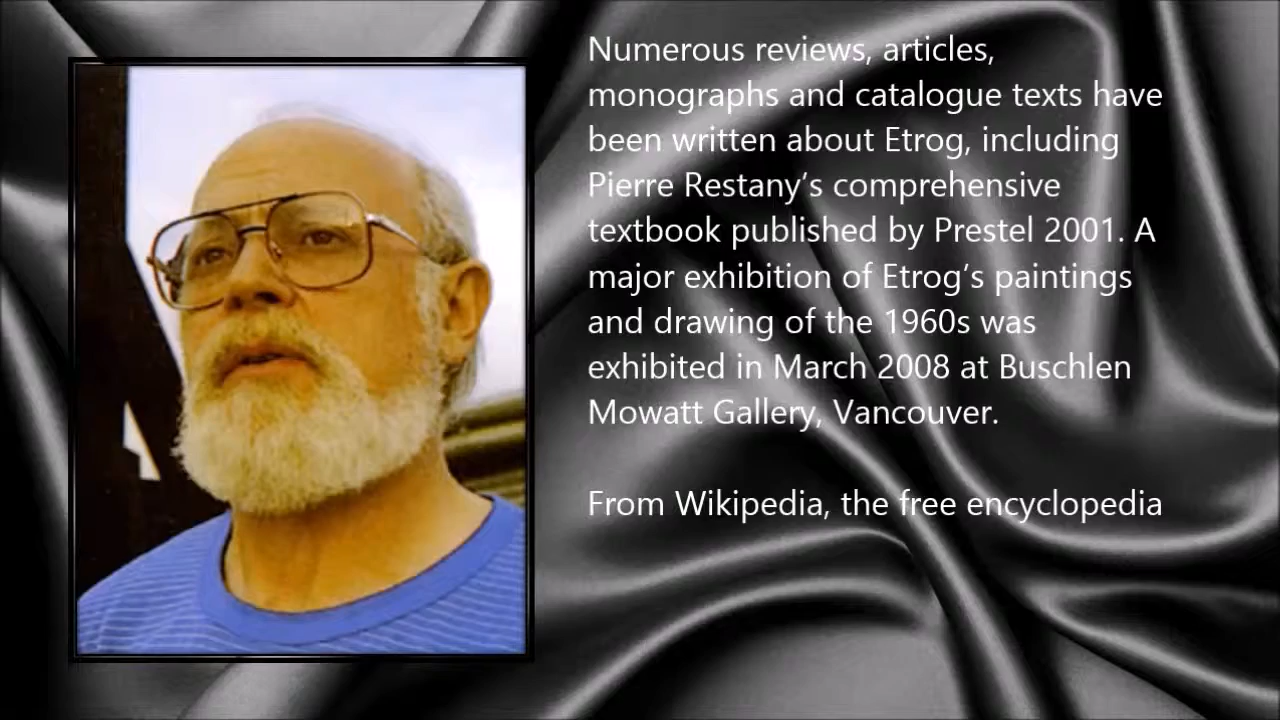 Numerous reviews, articles,
monographs and catalogue texts have
been written about Etrog, including
Pierre Restany’s comprehensive
textbook published by Prestel 2001. A
major exhibition of Etrog’s paintings
and drawing of the 1960s was
exhibited in March 2008 at Buschlen
Mowatt Gallery, Vancouver.
From Wikipedia, the free encyclopedia